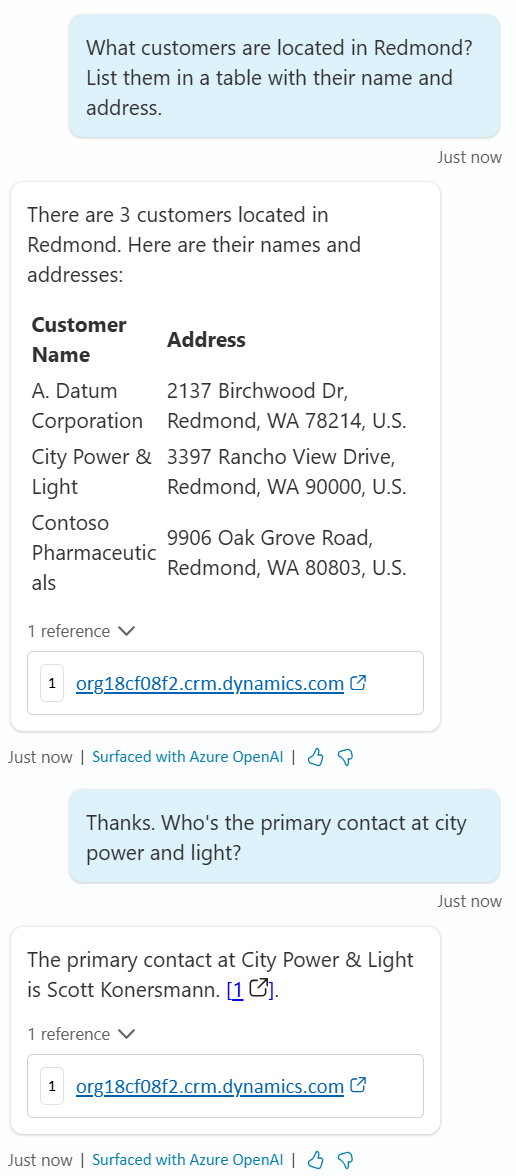 What customers are located in Redmond?
List them in a table with their name and
address.
Just now
There are 3 customers located in
Redmond. Here are their names and
addresses:
Customer
Name
Address
A. Datum
Corporation
2137 Birchwood Dr,
Redmond, WA 78214, U.S.
City Power &
Light
3397 Rancho View Drive,
Redmond, WA 90000, U.S.
Contoso
Pharmaceutic
als
9906 Oak Grove Road,
Redmond, WA 80803, U.S.
1 reference
1 org18cf08f2.crm.dynamics.com
Just now | Surfaced with Azure OpenAI |
Thanks. Who's the primary contact at city
power and light?
Just now
The primary contact at City Power & Light
is Scott Konersmann. [1].
1 reference
1 org18cf08f2.crm.dynamics.com
Just now | Surfaced with Azure OpenAI |